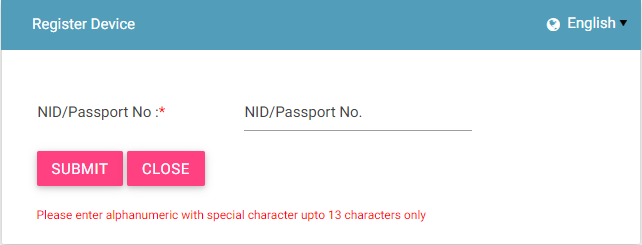 Register Device
English
NID/Passport No :*
NID/Passport No.
SUBMIT CLOSE
Please enter alphanumeric with special character upto 13 characters only